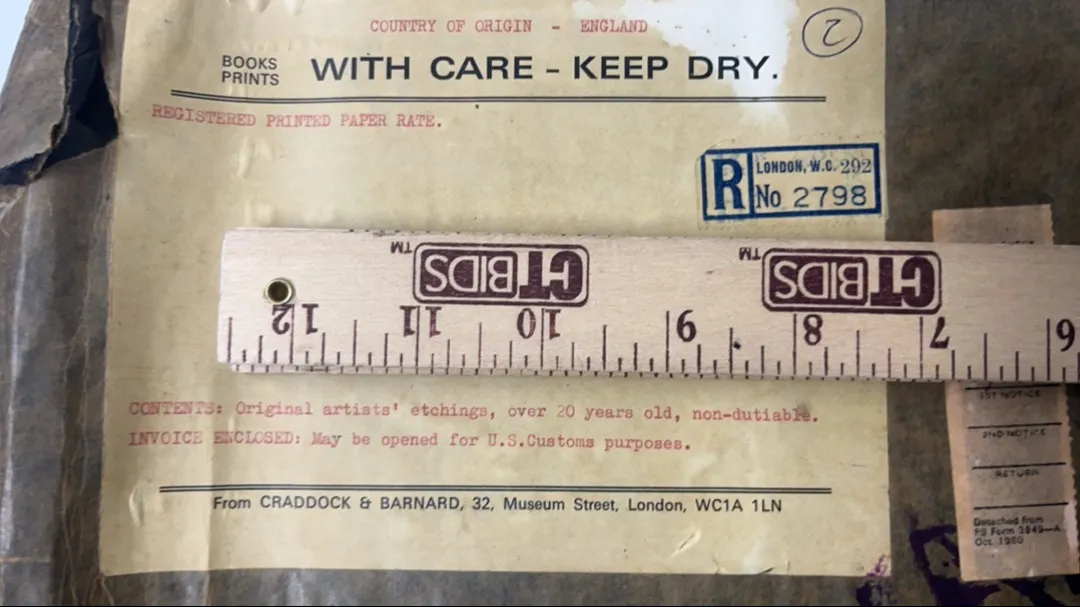 COUNTRY OF ORIGIN - ENGLAND
2
BOOKS
PRINTS
WITH CARE - KEEP DRY.
REGISTERED PRINTED PAPER RATE.
R
LONDON, W.C. 292
No 2798
CT BIDS TM
CT BIDS TM
12 11 10 9 8 7 6
CONTENTS: Original artists' etchings, over 20 years old, non-dutiable.
INVOICE ENCLOSED: May be opened for U.S.Customs purposes.
From CRADDOCK & BARNARD, 32, Museum Street, London, WC1A 1LN
1ST NOTICE
2ND NOTICE
RETURN
Detached from
PS Form 3849-A
Oct. 1980